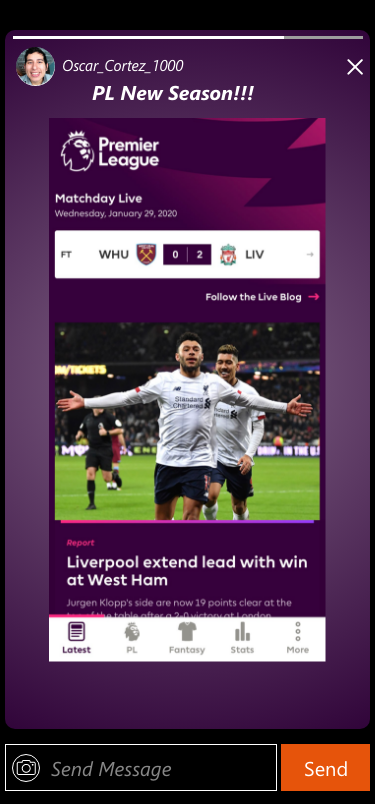 Oscar_Cortez_1000
PL New Season!!!
Premier
League
Matchday Live
Wednesday, January 29, 2020
FT WHU 0 2 LIV
Follow the Live Blog
Standard
Chartered
Report
Liverpool extend lead with win
at West Ham
Jurgen Klopp's side are now 19 points clear at the
top of the table after a 2-0 victory at London
Latest PL Fantasy Stats More
Send Message Send